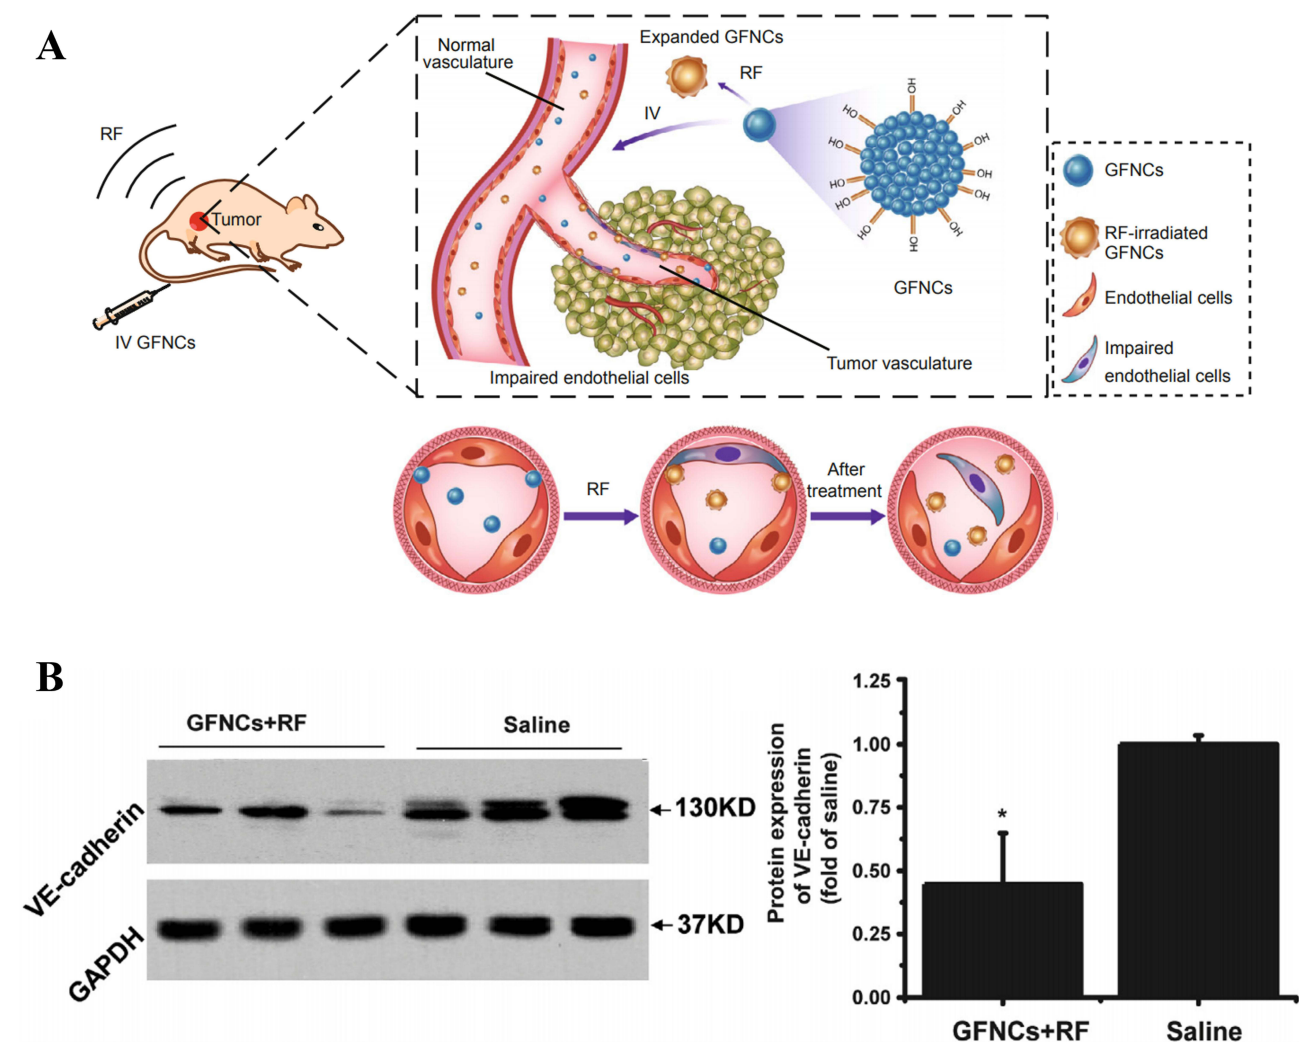 A
Normal
vasculature
Expanded GFNCs
RF
IV
RF
Tumor
IV GFNCs
OH
HO
OH
HO
OH
HO
OH
HO
OH
HO
OH
HO
OH
GFNCs
Tumor vasculature
Impaired endothelial cells
GFNCs
RF-irradiated
GFNCs
Endothelial cells
Impaired
endothelial cells
RF
After
treatment
B
GFNCs+RF
Saline
VE-cadherin
130KD
GAPDH
37KD
Protein expression
of VE-cadherin
(fold of saline)
1.25
1.00
0.75
0.50
0.25
0.00
*
GFNCs+RF
Saline